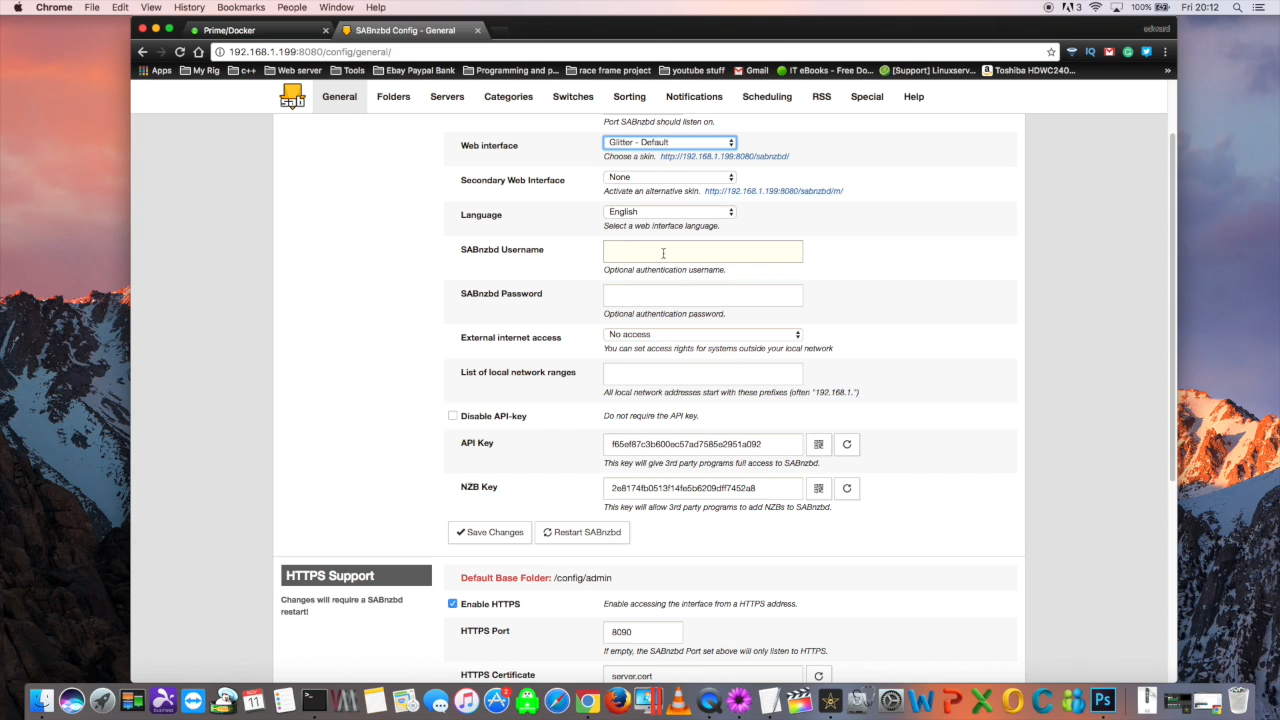 Chrome File Edit View History Bookmarks People Window Help
3 100% Fri 20:12
Prime/Docker
SABnzbd Config - General
192.168.1.199:8080/config/general/
Apps My Rig c++ Web server Tools Ebay Paypal Bank Programming and p... race frame project youtube stuff Gmail IT eBooks - Free Do... [Support] Linuxserv... Toshiba HDWC240... »
General Folders Servers Categories Switches Sorting Notifications Scheduling RSS Special Help
Port SABnzbd should listen on.
Web interface
Glitter - Default
Choose a skin. http://192.168.1.199:8080/sabnzbd/
Secondary Web Interface
None
Activate an alternative skin. http://192.168.1.199:8080/sabnzbd/m/
Language
English
Select a web interface language.
SABnzbd Username
Optional authentication username.
SABnzbd Password
Optional authentication password.
External internet access
No access
You can set access rights for systems outside your local network
List of local network ranges
All local network addresses start with these prefixes (often "192.168.1.")
Disable API-key
Do not require the API key.
API Key
f65ef87c3b600ec57ad7585e2951a092
This key will give 3rd party programs full access to SABnzbd.
NZB Key
2e8174fb0513f14fe5b6209dff7452a8
This key will allow 3rd party programs to add NZBs to SABnzbd.
Save Changes
Restart SABnzbd
HTTPS Support
Changes will require a SABnzbd
restart!
Default Base Folder: /config/admin
Enable HTTPS
Enable accessing the interface from a HTTPS address.
HTTPS Port
8090
If empty, the SABnzbd Port set above will only listen to HTTPS.
HTTPS Certificate
server.cert